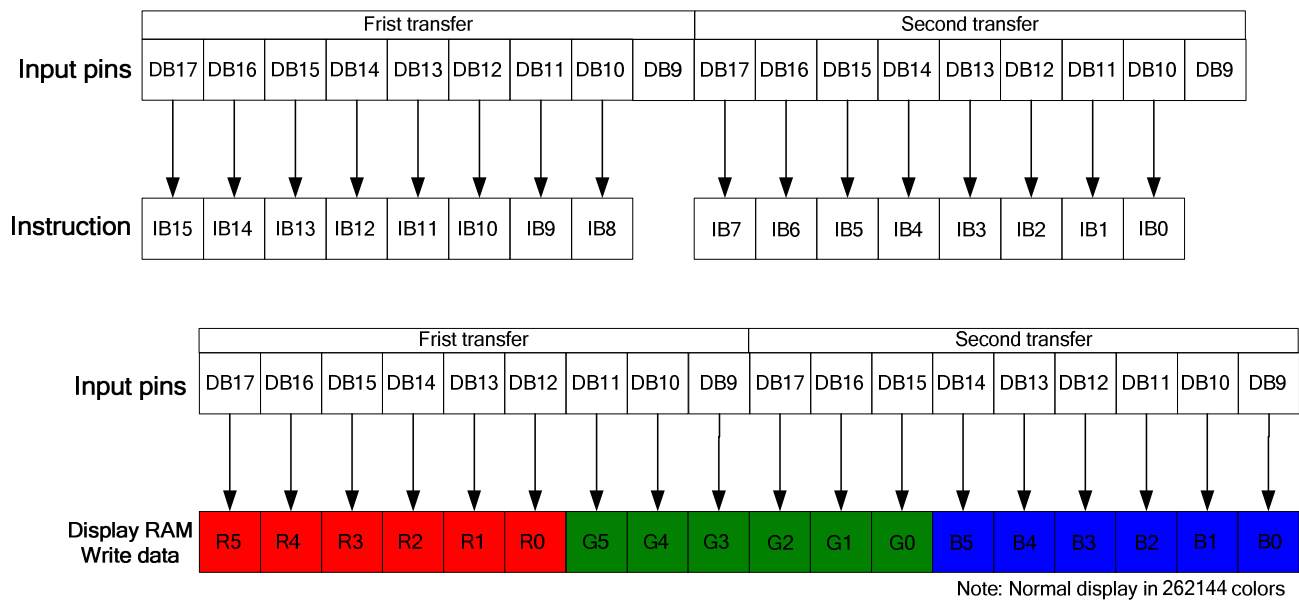 Frist transfer Second transfer
Input pins DB17 DB16 DB15 DB14 DB13 DB12 DB11 DB10 DB9 DB17 DB16 DB15 DB14 DB13 DB12 DB11 DB10 DB9
Instruction IB15 IB14 IB13 IB12 IB11 IB10 IB9 IB8 IB7 IB6 IB5 IB4 IB3 IB2 IB1 IB0
Frist transfer Second transfer
Input pins DB17 DB16 DB15 DB14 DB13 DB12 DB11 DB10 DB9 DB17 DB16 DB15 DB14 DB13 DB12 DB11 DB10 DB9
Display RAM
Write data R5 R4 R3 R2 R1 R0 G5 G4 G3 G2 G1 G0 B5 B4 B3 B2 B1 B0
Note: Normal display in 262144 colors